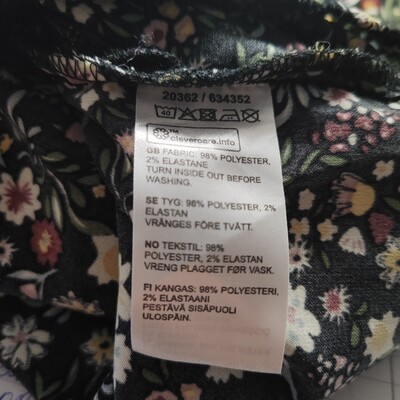 20362 / 634352
40
TM
clevercare.info
GB FABRIC: 98% POLYESTER,
2% ELASTANE
TURN INSIDE OUT BEFORE
WASHING.
SE TYG: 98% POLYESTER, 2%
ELASTAN
VRÄNGES FÖRE TVÄTT.
NO TEKSTIL: 98%
POLYESTER, 2% ELASTAN
VRENG PLAGGET FØR VASK.
FI KANGAS: 98% POLYESTERI,
2% ELASTAANI
PESTÄVÄ SISÄPUOLI
ULOSPÄIN.